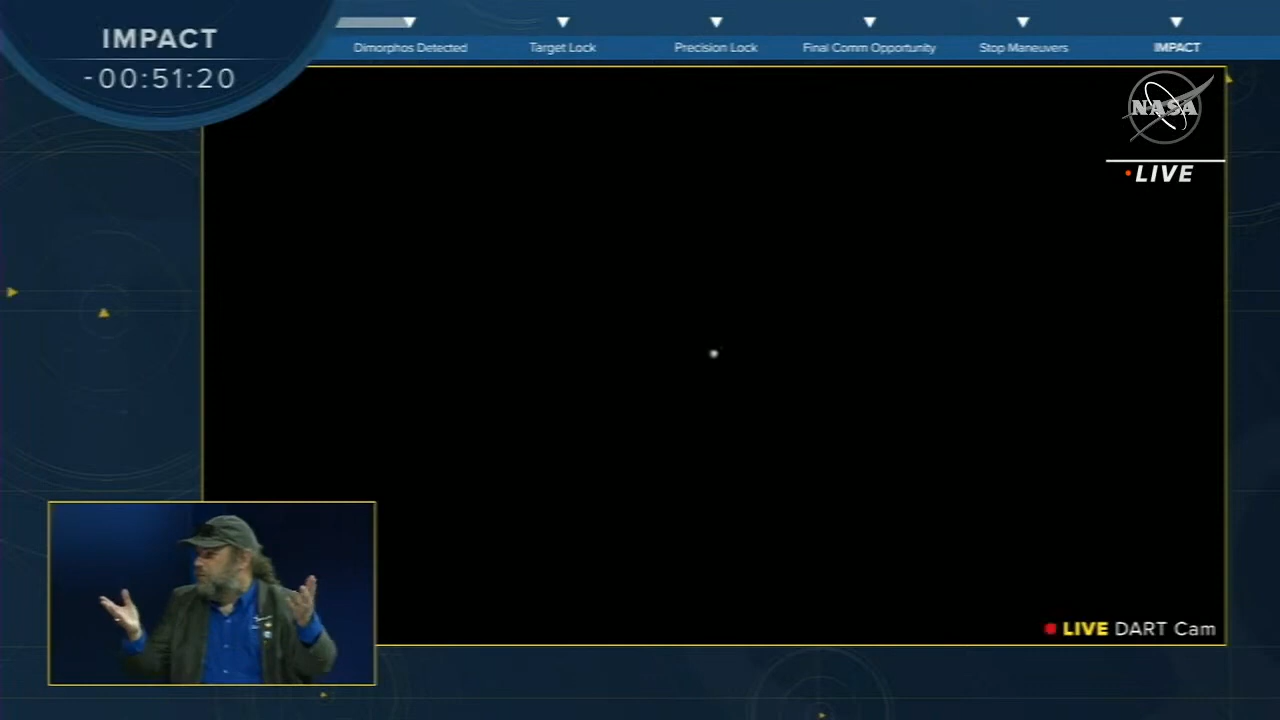 IMPACT
-00:51:20
Dimorphos Detected
Target Lock
Precision Lock
Final Comm Opportunity
Stop Maneuvers
IMPACT
NASA
LIVE
LIVE DART Cam